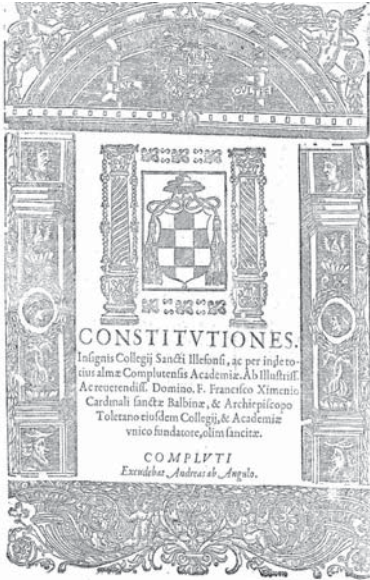 CONSTITVTIONES.
Insignis Collegij Sancti Illefonsi, ac per inde to-
tius almæ Complutensis Academiæ. Ab Illustriss.
Ac reuerendiss. Domino. F. Francisco Ximenio
Cardinali sanctæ Balbinæ, & Archiepiscopo
Toletano eiusdem Collegij, & Academiæ
vnico fundatore, olim sancitæ.
COMPLVTI
Excudebat Andreas ab Angulo.